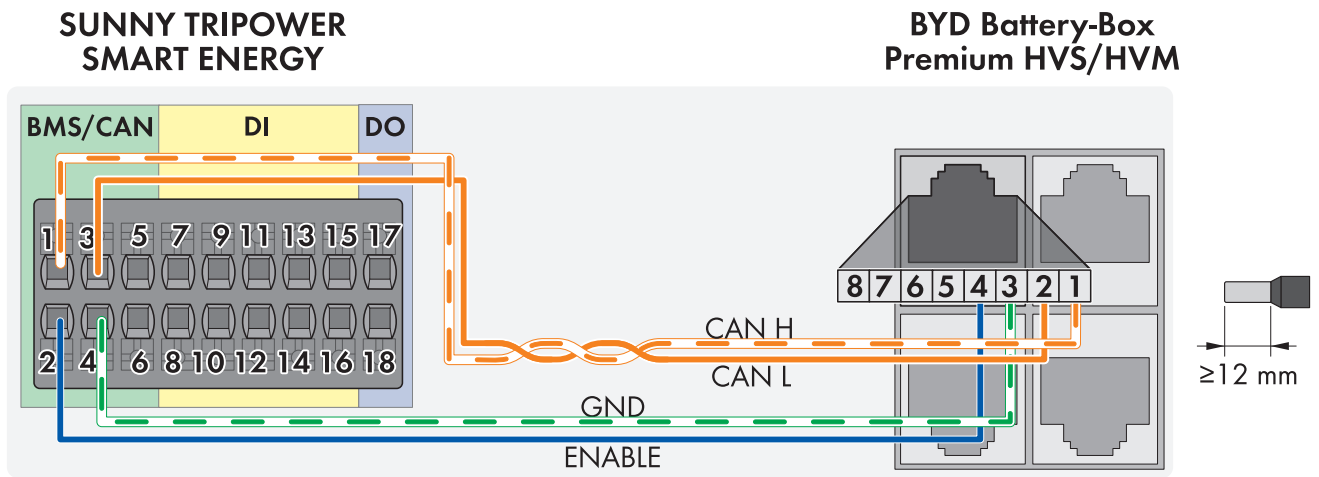 SUNNY TRIPOWER
SMART ENERGY
BYD Battery-Box
Premium HVS/HVM
BMS/CAN DI DO
1 3 5 7 9 11 13 15 17
2 4 6 8 10 12 14 16 18
8 7 6 5 4 3 2 1
CAN H
CAN L
GND
ENABLE
≥12 mm